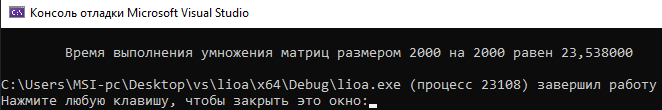 Консоль отладки Microsoft Visual Studio
Время выполнения умножения матриц размером 2000 на 2000 равен 23,538000
C:\Users\MSI-pc\Desktop\vs\lioa\x64\Debug\lioa.exe (процесс 23108) завершил работу
Нажмите любую клавишу, чтобы закрыть это окно: